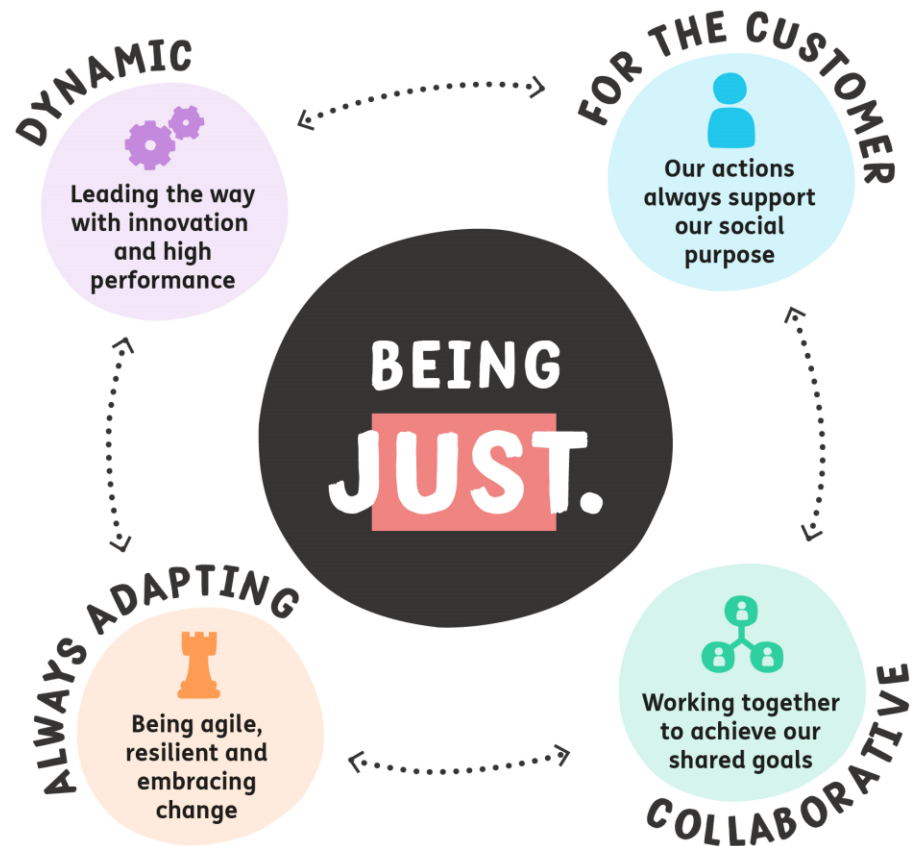 DYNAMIC
Leading the way
with innovation
and high
performance
FOR THE CUSTOMER
Our actions
always support
our social
purpose
BEING
JUST.
ALWAYS ADAPTING
Being agile,
resilient and
embracing
change
Working together
to achieve our
shared goals
COLLABORATIVE